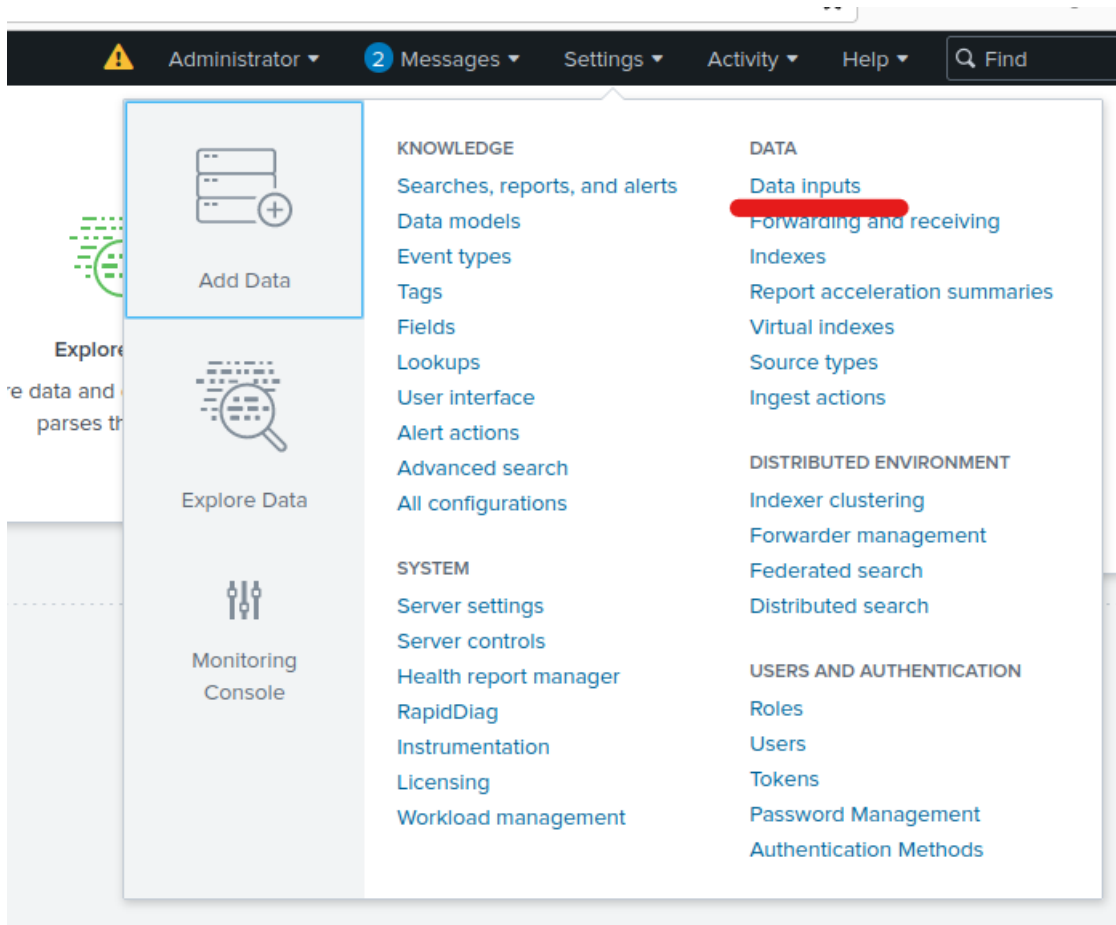 Administrator
2 Messages
Settings
Activity
Help
Find
Add Data
Explore Data
Monitoring
Console
KNOWLEDGE
Searches, reports, and alerts
Data models
Event types
Tags
Fields
Lookups
User interface
Alert actions
Advanced search
All configurations
SYSTEM
Server settings
Server controls
Health report manager
RapidDiag
Instrumentation
Licensing
Workload management
DATA
Data inputs
Forwarding and receiving
Indexes
Report acceleration summaries
Virtual indexes
Source types
Ingest actions
DISTRIBUTED ENVIRONMENT
Indexer clustering
Forwarder management
Federated search
Distributed search
USERS AND AUTHENTICATION
Roles
Users
Tokens
Password Management
Authentication Methods
Explore
re data and
parses th